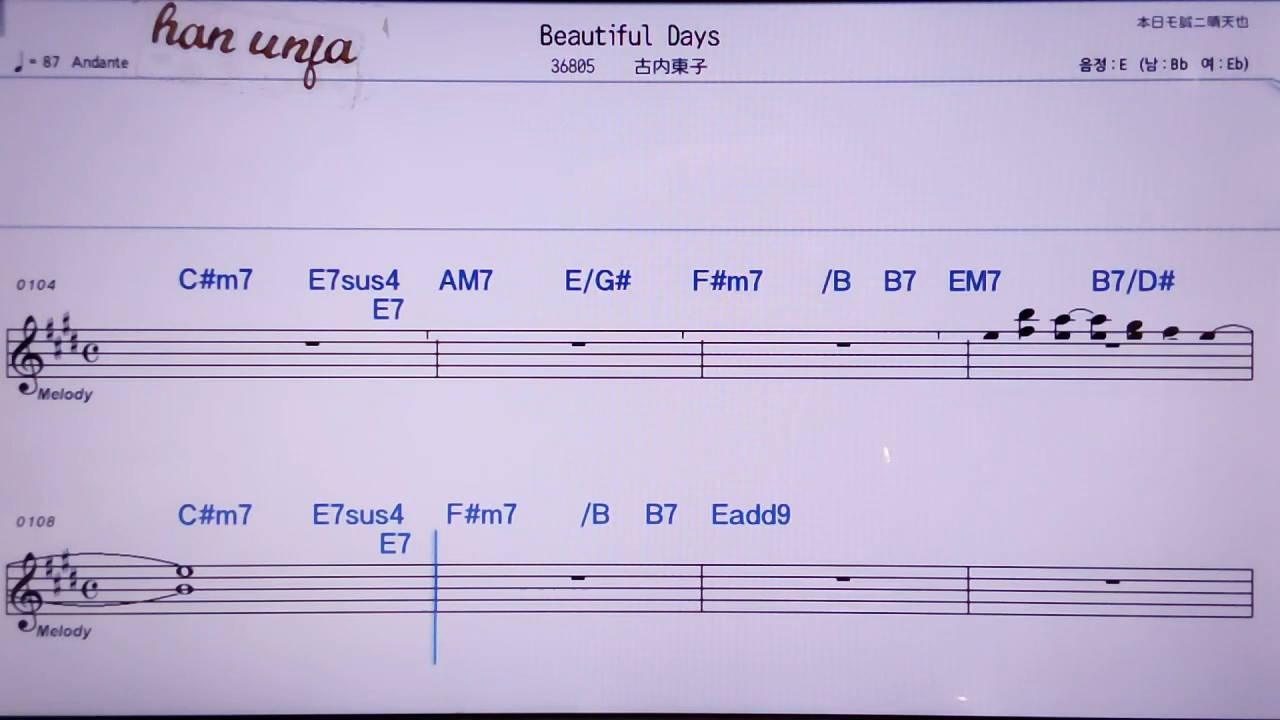 han unfa
Beautiful Days
本日モ誠ニ晴天也
♩= 87 Andante
36805 古内東子
음정:E (남:Bb 여:Eb)
0104
C#m7 E7sus4 AM7 E/G# F#m7 /B B7 EM7 B7/D#
E7
Melody
0108
C#m7 E7sus4 F#m7 /B B7 Eadd9
E7
Melody